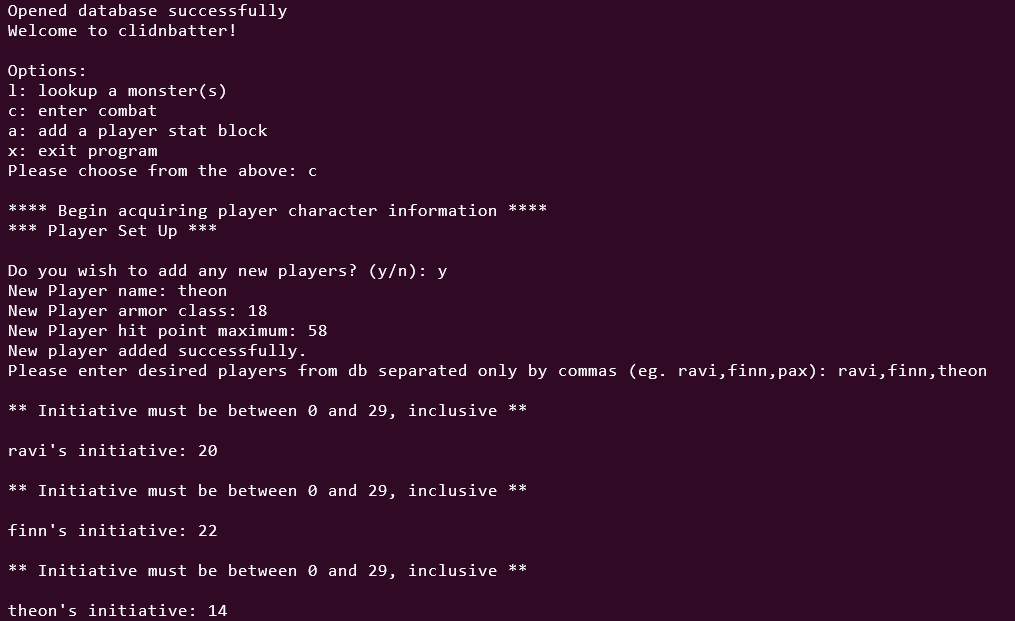 Opened database successfully
Welcome to clidnbatter!
Options:
l: lookup a monster(s)
c: enter combat
a: add a player stat block
x: exit program
Please choose from the above: c
**** Begin acquiring player character information ****
*** Player Set Up ***
Do you wish to add any new players? (y/n): y
New Player name: theon
New Player armor class: 18
New Player hit point maximum: 58
New player added successfully.
Please enter desired players from db separated only by commas (eg. ravi,finn,pax): ravi,finn,theon
** Initiative must be between 0 and 29, inclusive **
ravi's initiative: 20
** Initiative must be between 0 and 29, inclusive **
finn's initiative: 22
** Initiative must be between 0 and 29, inclusive **
theon's initiative: 14